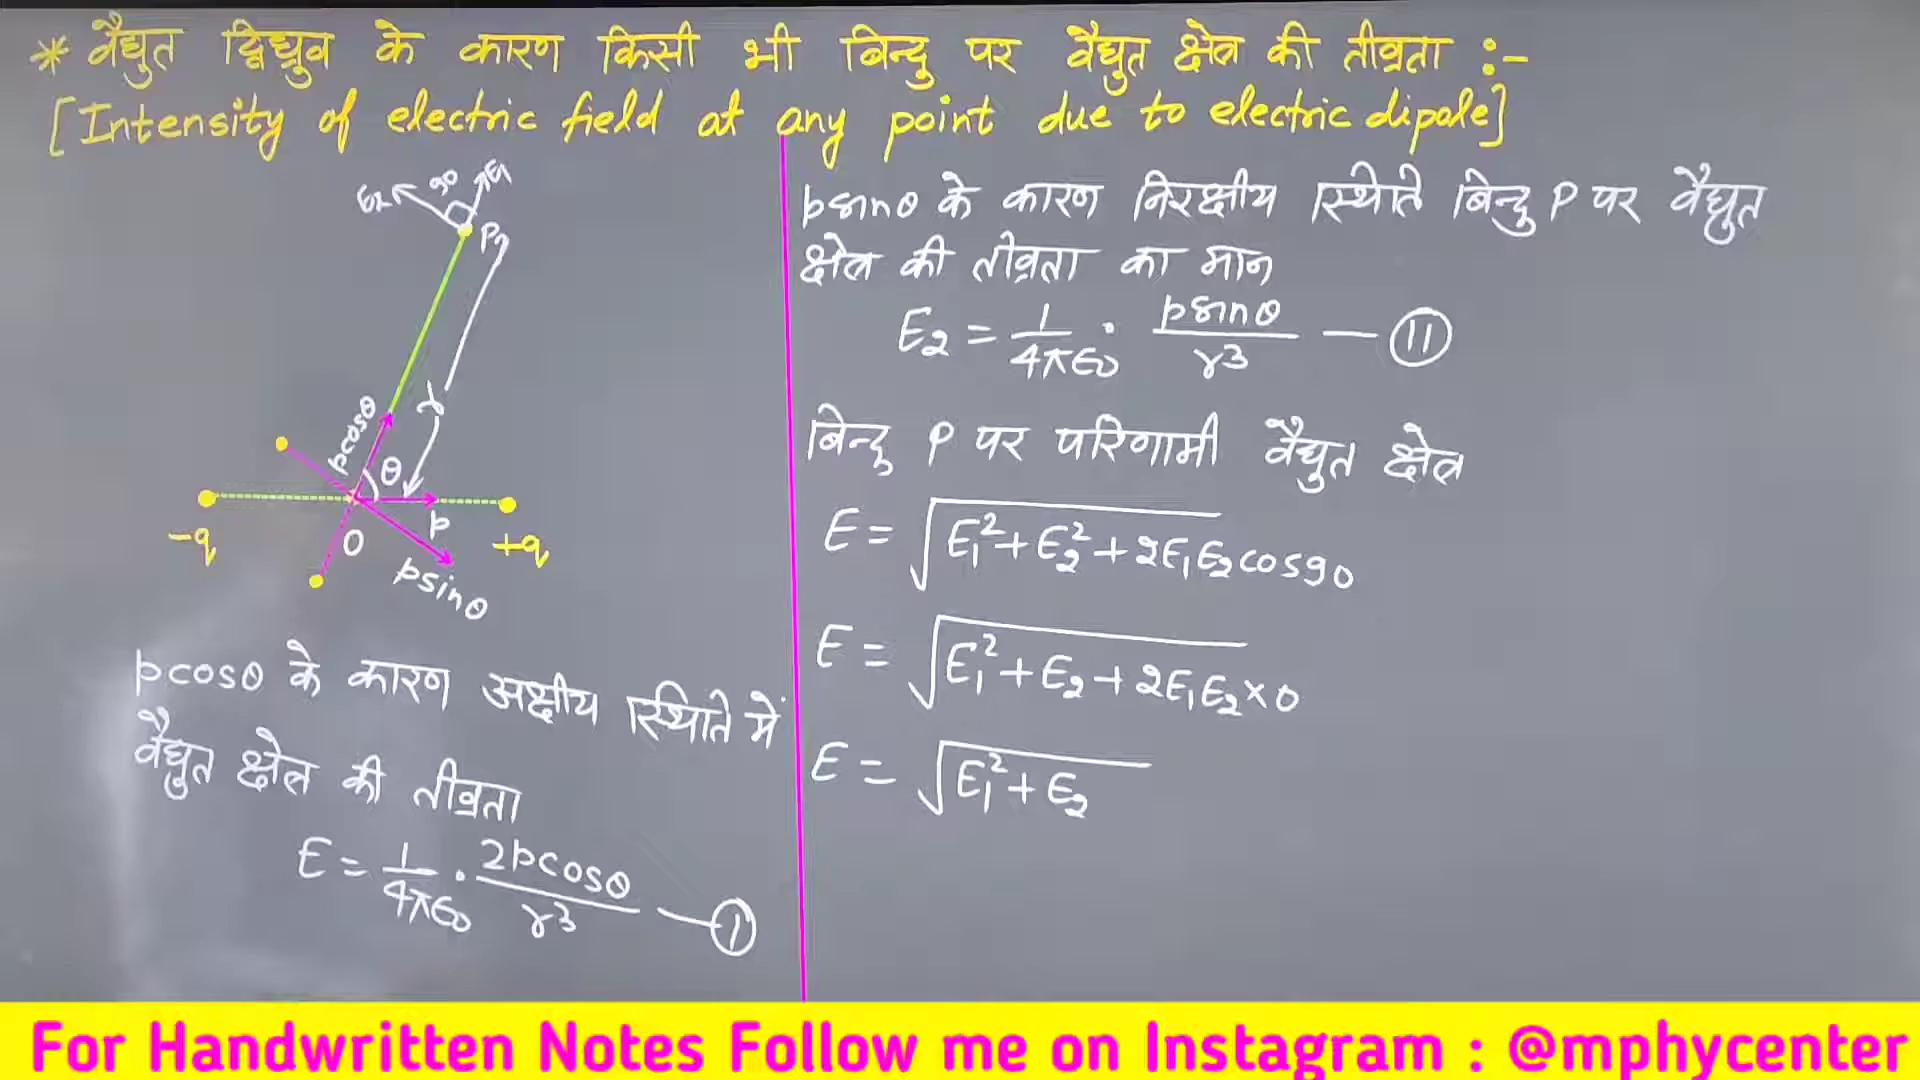 * वैद्युत द्विध्रुव के कारण किसी भी बिन्दु पर वैद्युत क्षेत्र की तीव्रता :-
[Intensity of electric field at any point due to electric dipole]
E2 90 E1
P
r
pcosθ
θ
-q O p +q
psinθ
pcosθ के कारण अक्षीय स्थिति में
वैद्युत क्षेत्र की तीव्रता
E = 1/4πε0 · 2pcosθ/r³ — (I)
psinθ के कारण निरक्षीय स्थिति बिन्दु P पर वैद्युत
क्षेत्र की तीव्रता का मान
E2 = 1/4πε0 · psinθ/r³ — (II)
बिन्दु P पर परिणामी वैद्युत क्षेत्र
E = √E1² + E2² + 2E1E2cos90
E = √E1² + E2 + 2E1E2×0
E = √E1² + E2
For Handwritten Notes Follow me on Instagram : @mphycenter